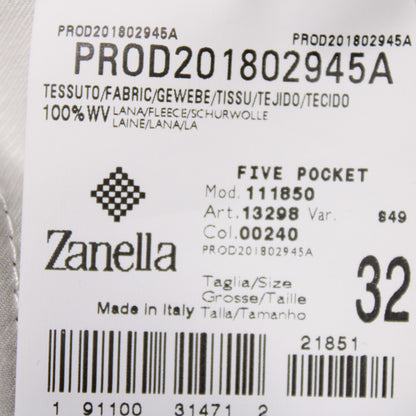 PROD201802945A PROD201802945A
PROD201802945A
TESSUTO/FABRIC/GEWEBE/TISSU/TEJIDO/TECIDO
100%WV LANA/FLEECE/SCHURWOLLE
LAINE/LANA/LA
FIVE POCKET
Mod. 111850
Art. 13298 Var. S49
Col. 00240
PROD201802945A
Zanella
Taglia/Size
Grosse/Taille
Talla/Tamanho
32
Made in Italy
21851
1 91100 31471 2